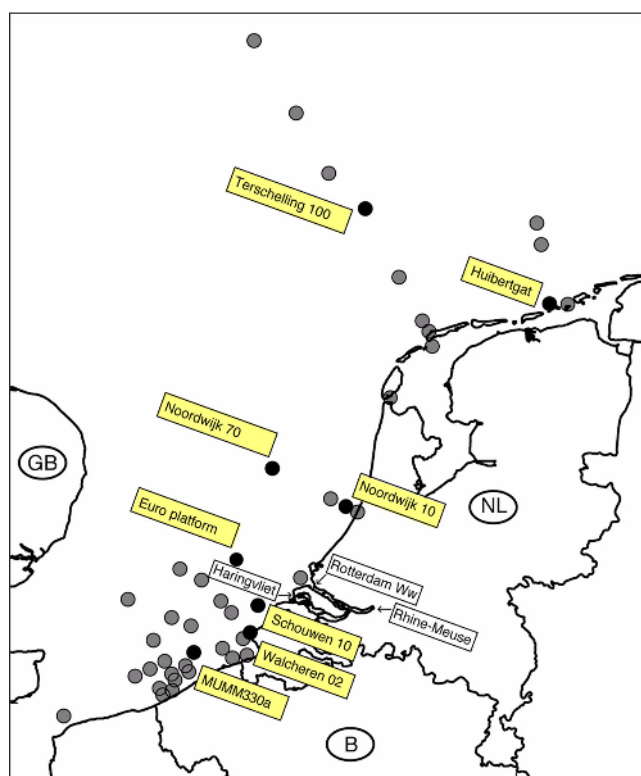 Terschelling 100
Huibertgat
Noordwijk 70
GB
Noordwijk 10
NL
Euro platform
Haringvliet
Rotterdam Ww
Rhine-Meuse
Schouwen 10
Walcheren 02
MUMM330a
B